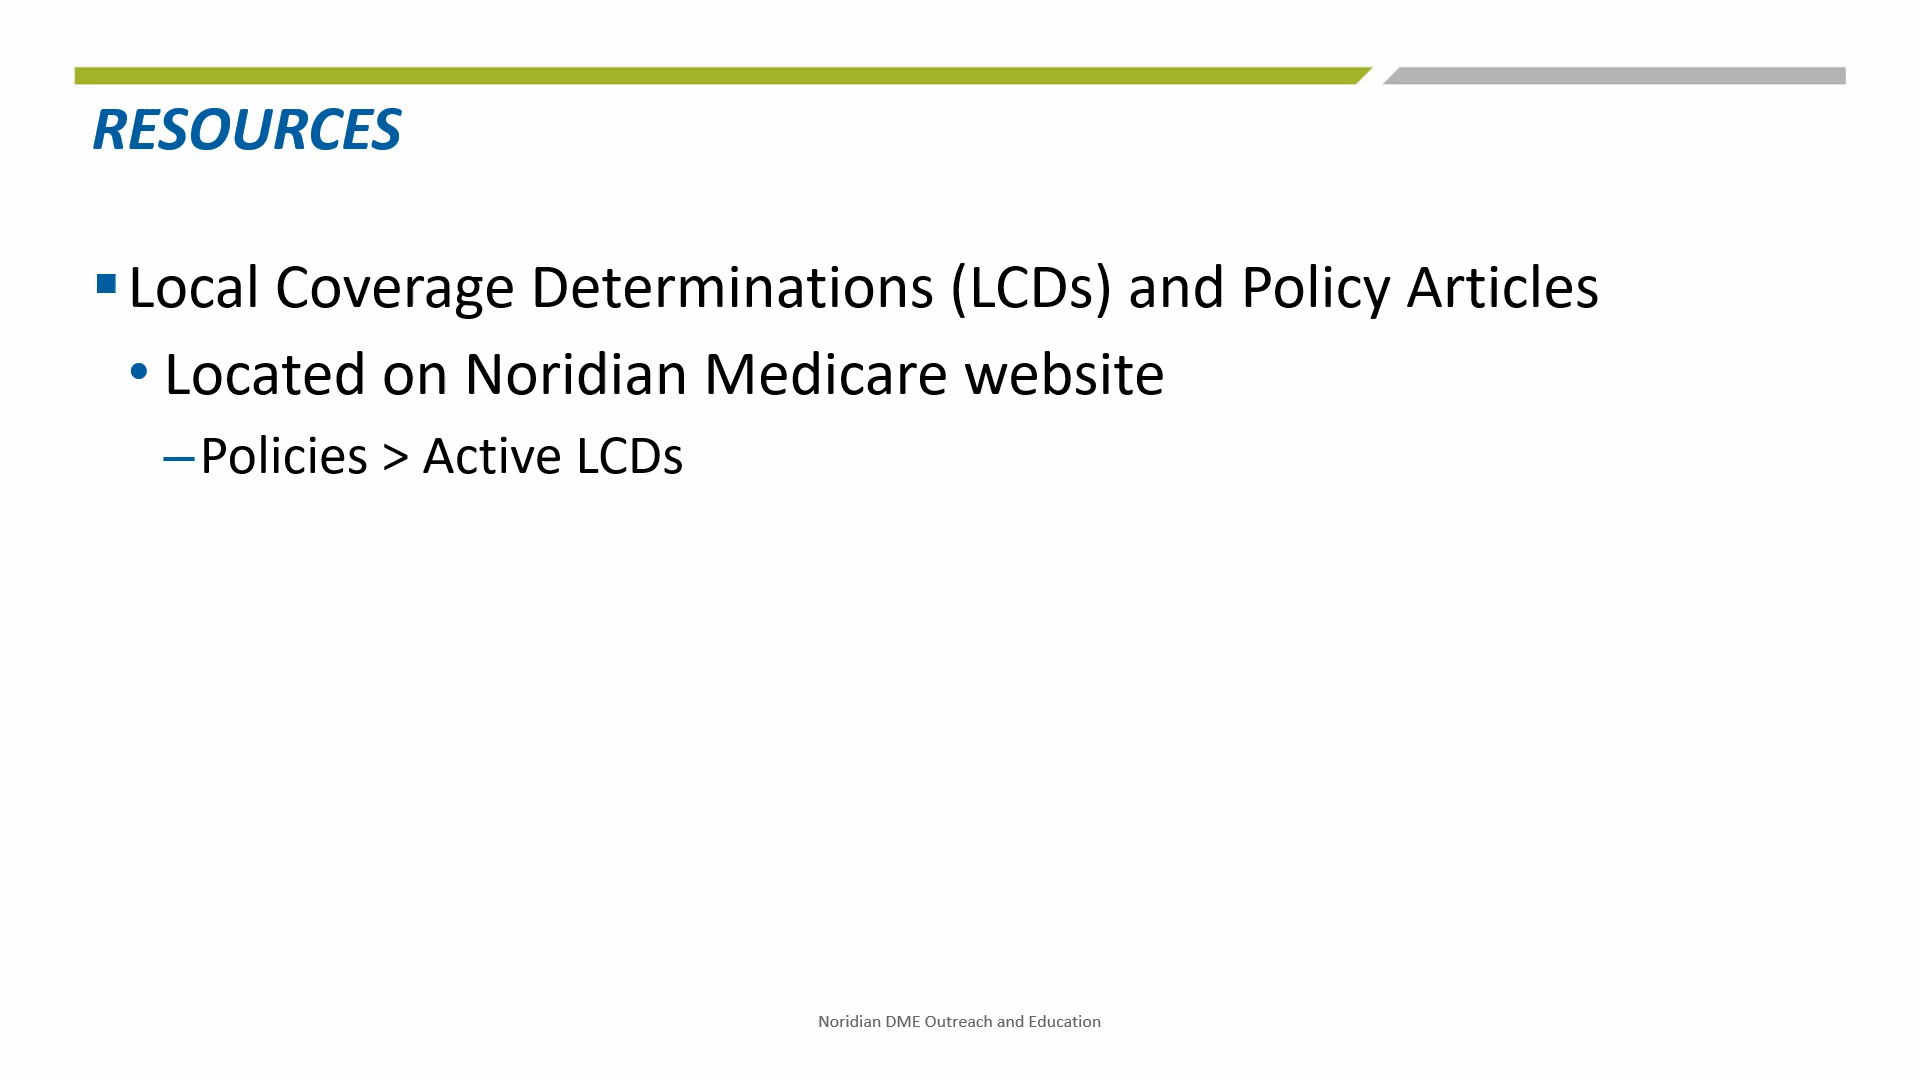 RESOURCES
▪ Local Coverage Determinations (LCDs) and Policy Articles
• Located on Noridian Medicare website
– Policies > Active LCDs
Noridian DME Outreach and Education